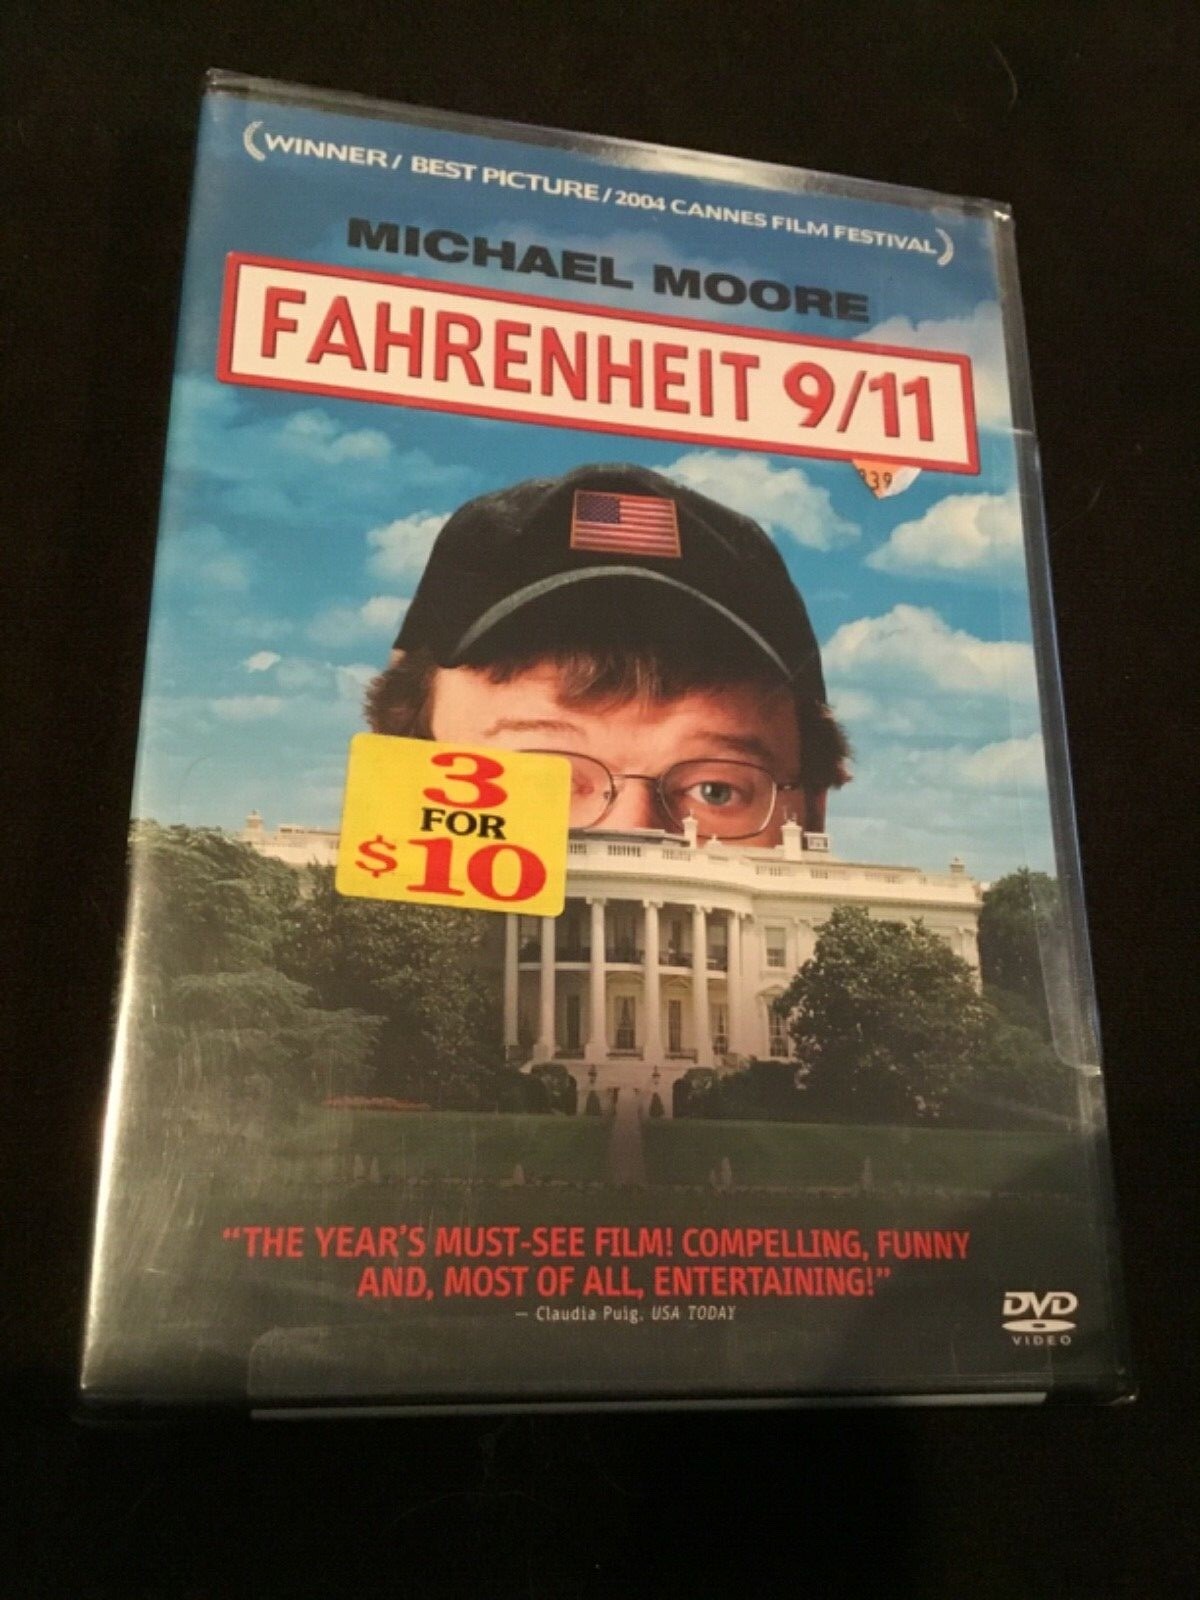 (WINNER / BEST PICTURE / 2004 CANNES FILM FESTIVAL)
MICHAEL MOORE
FAHRENHEIT 9/11
39
3
FOR
$10
"THE YEAR'S MUST-SEE FILM! COMPELLING, FUNNY
AND, MOST OF ALL, ENTERTAINING!"
— Claudia Puig, USA TODAY
DVD
VIDEO